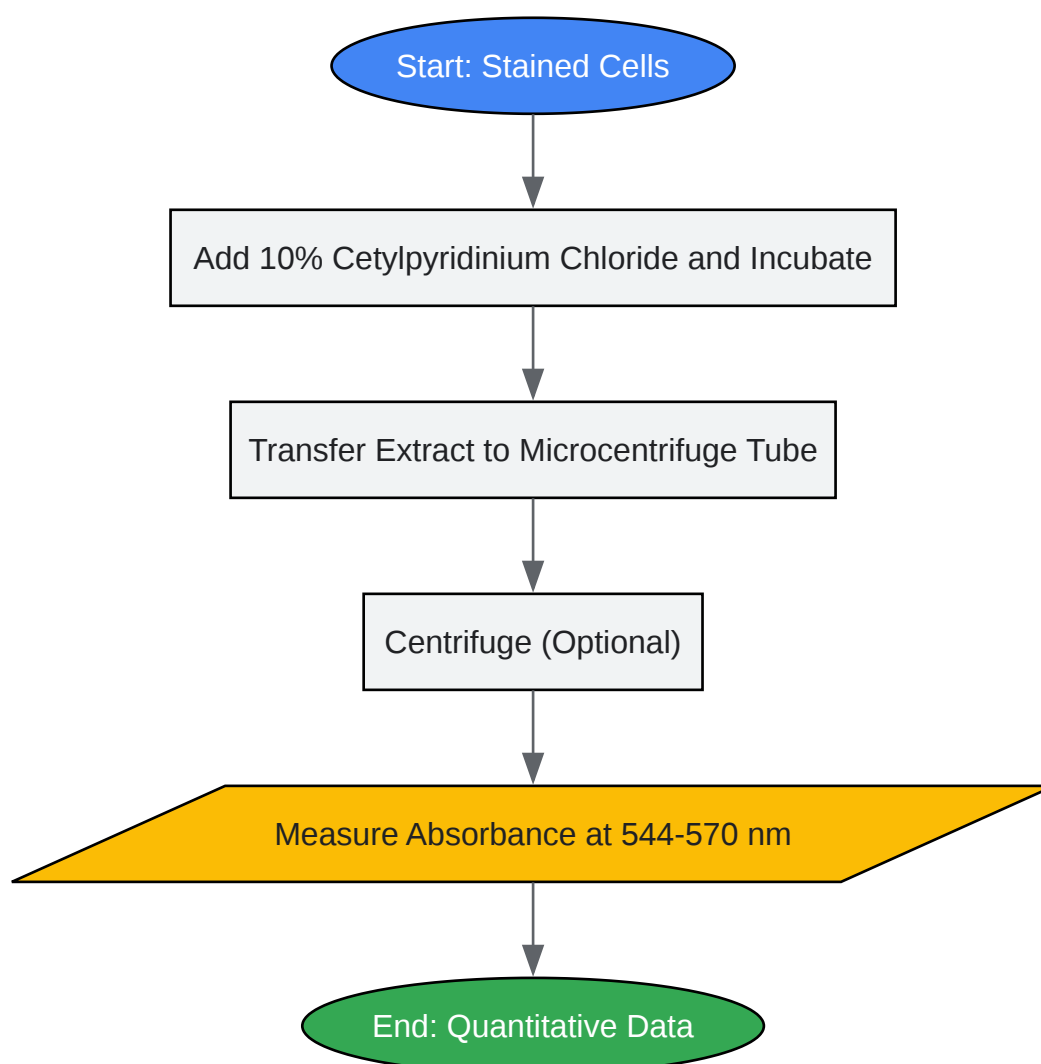 Start: Stained Cells
Add 10% Cetylpyridinium Chloride and Incubate
Transfer Extract to Microcentrifuge Tube
Centrifuge (Optional)
Measure Absorbance at 544-570 nm
End: Quantitative Data